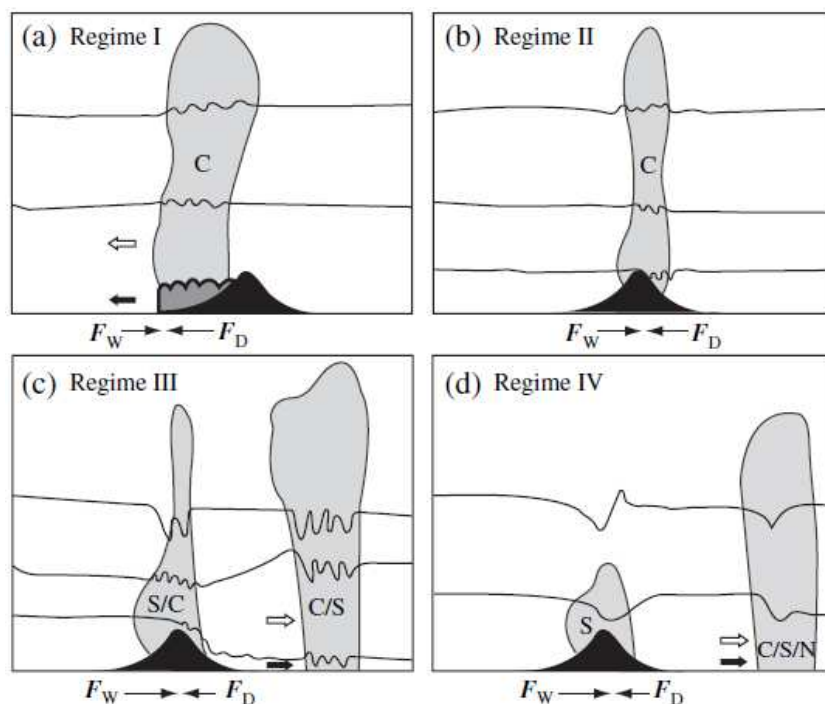 (a) Regime I
C
F_W F_D
(b) Regime II
C
F_W F_D
(c) Regime III
S/C
C/S
F_W F_D
(d) Regime IV
S
C/S/N
F_W F_D